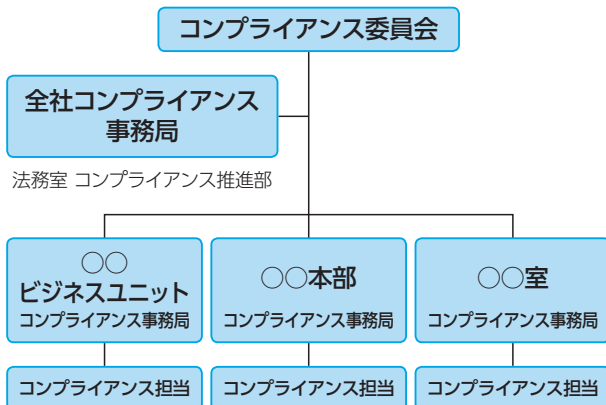 コンプライアンス委員会
全社コンプライアンス
事務局
法務室 コンプライアンス推進部
○○
ビジネスユニット
コンプライアンス事務局
○○本部
コンプライアンス事務局
○○室
コンプライアンス事務局
コンプライアンス担当
コンプライアンス担当
コンプライアンス担当